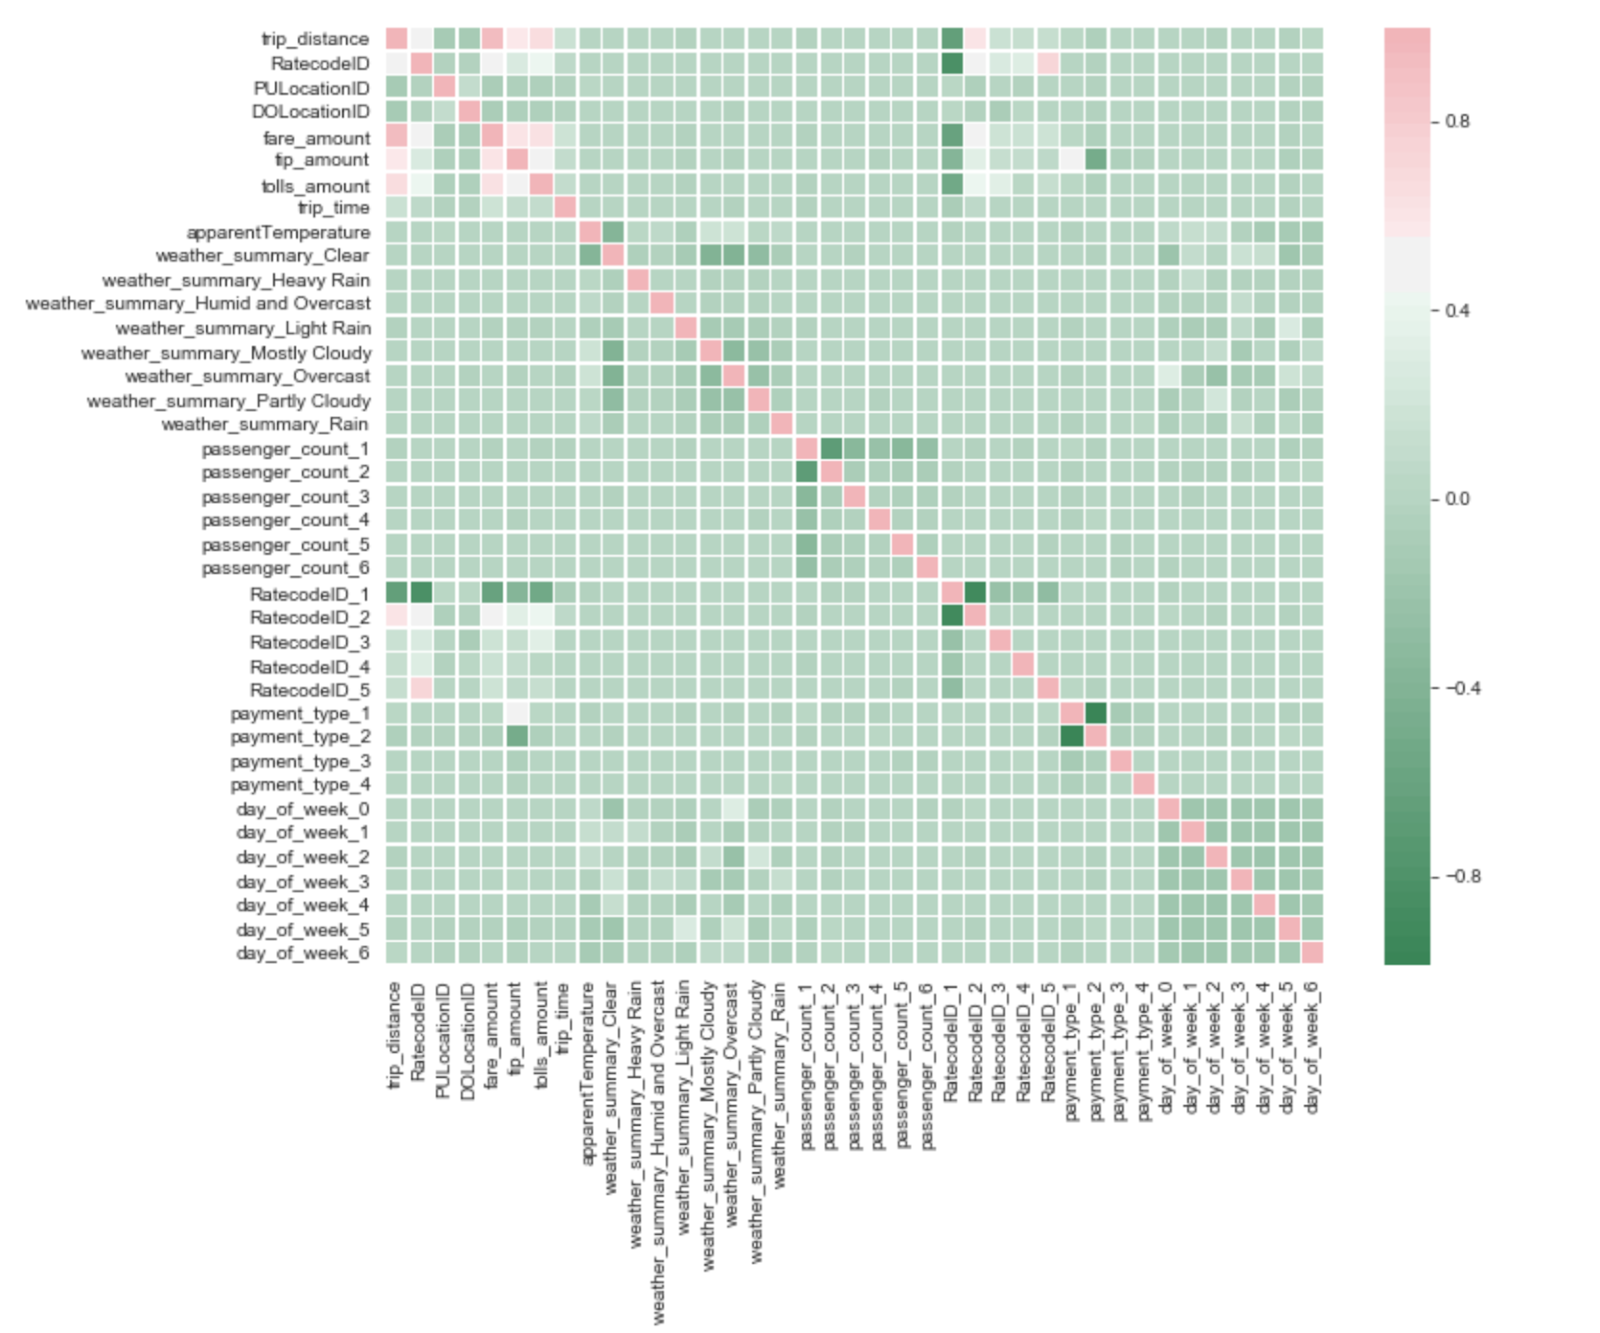 trip_distance
RatecodeID
PULocationID
DOLocationID
fare_amount
tip_amount
tolls_amount
trip_time
apparentTemperature
weather_summary_Clear
weather_summary_Heavy Rain
weather_summary_Humid and Overcast
weather_summary_Light Rain
weather_summary_Mostly Cloudy
weather_summary_Overcast
weather_summary_Partly Cloudy
weather_summary_Rain
passenger_count_1
passenger_count_2
passenger_count_3
passenger_count_4
passenger_count_5
passenger_count_6
RatecodeID_1
RatecodeID_2
RatecodeID_3
RatecodeID_4
RatecodeID_5
payment_type_1
payment_type_2
payment_type_3
payment_type_4
day_of_week_0
day_of_week_1
day_of_week_2
day_of_week_3
day_of_week_4
day_of_week_5
day_of_week_6
trip_distance
RatecodeID
PULocationID
DOLocationID
fare_amount
tip_amount
tolls_amount
trip_time
apparentTemperature
weather_summary_Clear
weather_summary_Heavy Rain
weather_summary_Humid and Overcast
weather_summary_Light Rain
weather_summary_Mostly Cloudy
weather_summary_Overcast
weather_summary_Partly Cloudy
weather_summary_Rain
passenger_count_1
passenger_count_2
passenger_count_3
passenger_count_4
passenger_count_5
passenger_count_6
RatecodeID_1
RatecodeID_2
RatecodeID_3
RatecodeID_4
RatecodeID_5
payment_type_1
payment_type_2
payment_type_3
payment_type_4
day_of_week_0
day_of_week_1
day_of_week_2
day_of_week_3
day_of_week_4
day_of_week_5
day_of_week_6
0.8
0.4
0.0
−0.4
−0.8